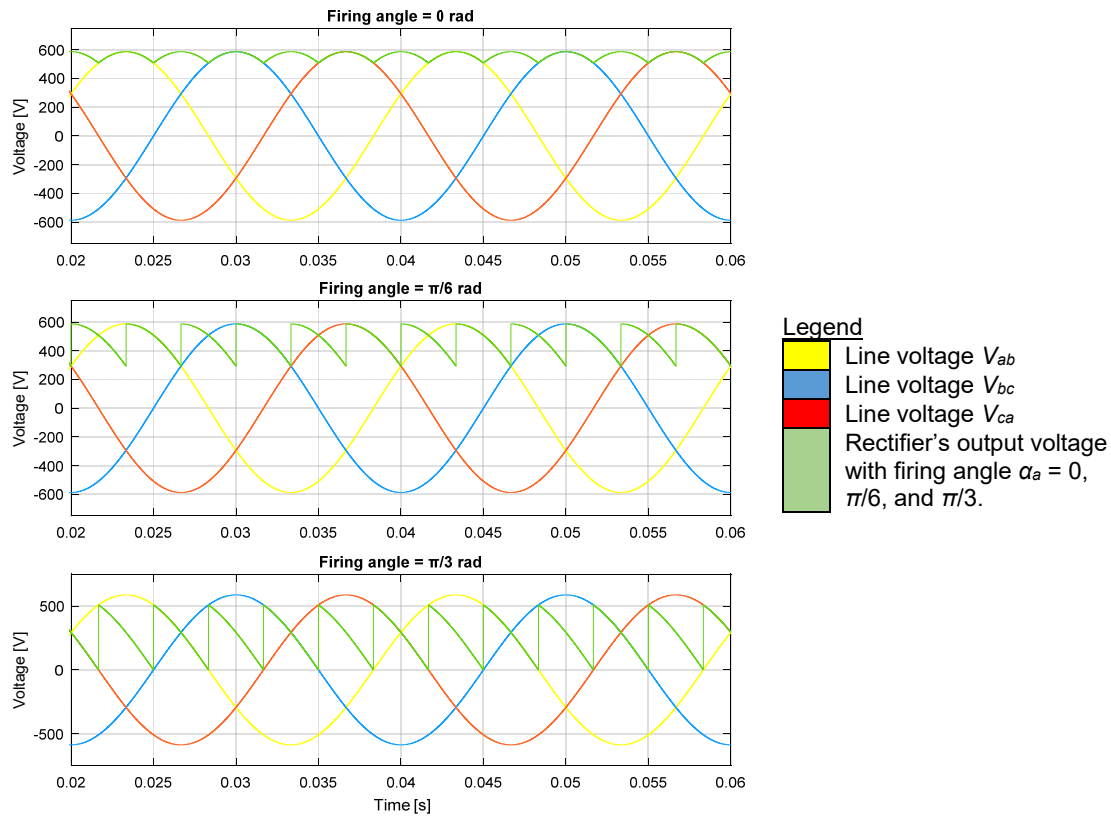 Firing angle = 0 rad
Voltage [V]
600
400
200
0
-200
-400
-600
0.02 0.025 0.03 0.035 0.04 0.045 0.05 0.055 0.06
Firing angle = π/6 rad
Voltage [V]
600
400
200
0
-200
-400
-600
0.02 0.025 0.03 0.035 0.04 0.045 0.05 0.055 0.06
Firing angle = π/3 rad
Voltage [V]
500
0
-500
0.02 0.025 0.03 0.035 0.04 0.045 0.05 0.055 0.06
Time [s]
Legend
Line voltage Vab
Line voltage Vbc
Line voltage Vca
Rectifier’s output voltage
with firing angle αa = 0,
π/6, and π/3.